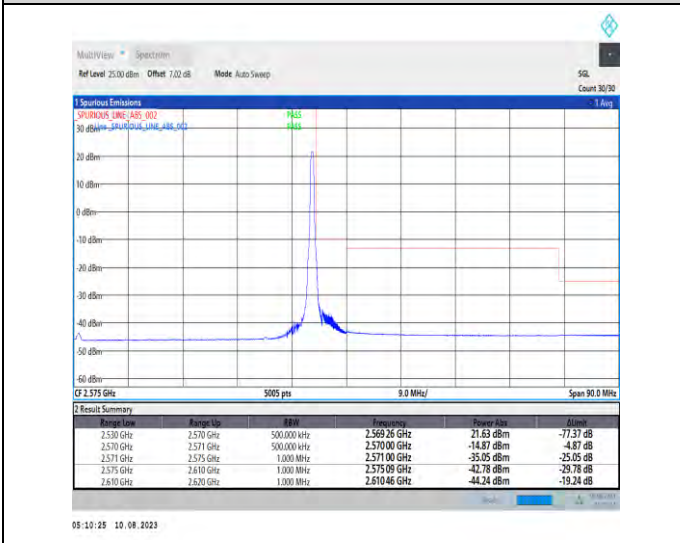 MultiView Spectrum
Ref Level 25.00 dBm Offset 7.02 dB Mode Auto Sweep SGL
Count 30/30
1 Spurious Emissions 1 Avg
_SPURIOUS_LINE_ABS_002 PASS
30 dBm Line _SPURIOUS_LINE_ABS_002 PASS
20 dBm
10 dBm
0 dBm
-10 dBm
-20 dBm
-30 dBm
-40 dBm
-50 dBm
-60 dBm
CF 2.575 GHz 5005 pts 9.0 MHz/ Span 90.0 MHz
2 Result Summary
Range Low Range Up RBW Frequency Power Abs ΔLimit
2.530 GHz 2.570 GHz 500.000 kHz 2.569 26 GHz 21.63 dBm -77.37 dB
2.570 GHz 2.571 GHz 500.000 kHz 2.570 00 GHz -14.87 dBm -4.87 dB
2.571 GHz 2.575 GHz 1.000 MHz 2.571 00 GHz -35.05 dBm -25.05 dB
2.575 GHz 2.610 GHz 1.000 MHz 2.575 09 GHz -42.78 dBm -29.78 dB
2.610 GHz 2.620 GHz 1.000 MHz 2.610 46 GHz -44.24 dBm -19.24 dB
05:10:25 10.08.2023